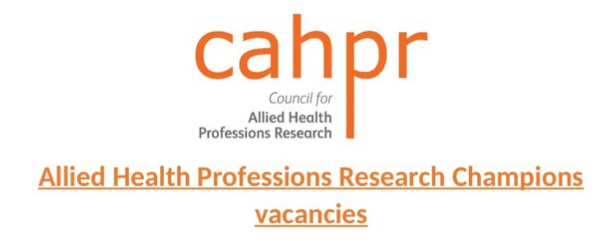 cahpr
Council for
Allied Health
Professions Research
Allied Health Professions Research Champions
vacancies